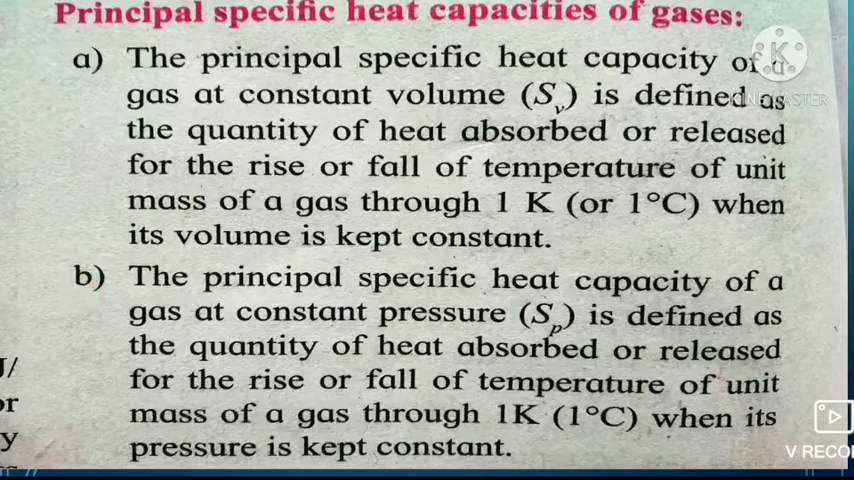 Principal specific heat capacities of gases:
a) The principal specific heat capacity of a
gas at constant volume (Sv) is defined as
the quantity of heat absorbed or released
for the rise or fall of temperature of unit
mass of a gas through 1 K (or 1°C) when
its volume is kept constant.
b) The principal specific heat capacity of a
gas at constant pressure (Sp) is defined as
the quantity of heat absorbed or released
for the rise or fall of temperature of unit
mass of a gas through 1K (1°C) when its
pressure is kept constant.
J/
or
y
K
KINEMASTER
V RECO